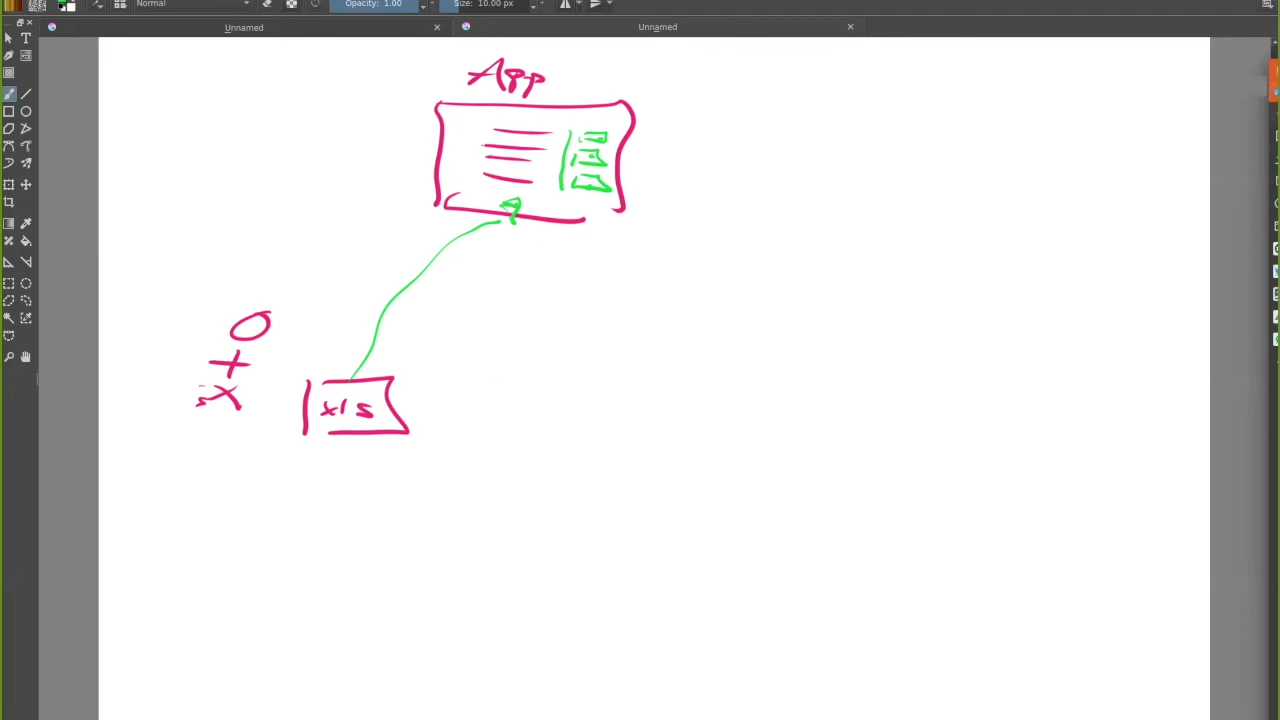 Normal
Opacity: 1.00
Size: 10.00 px
Unnamed
Unnamed
App
xls